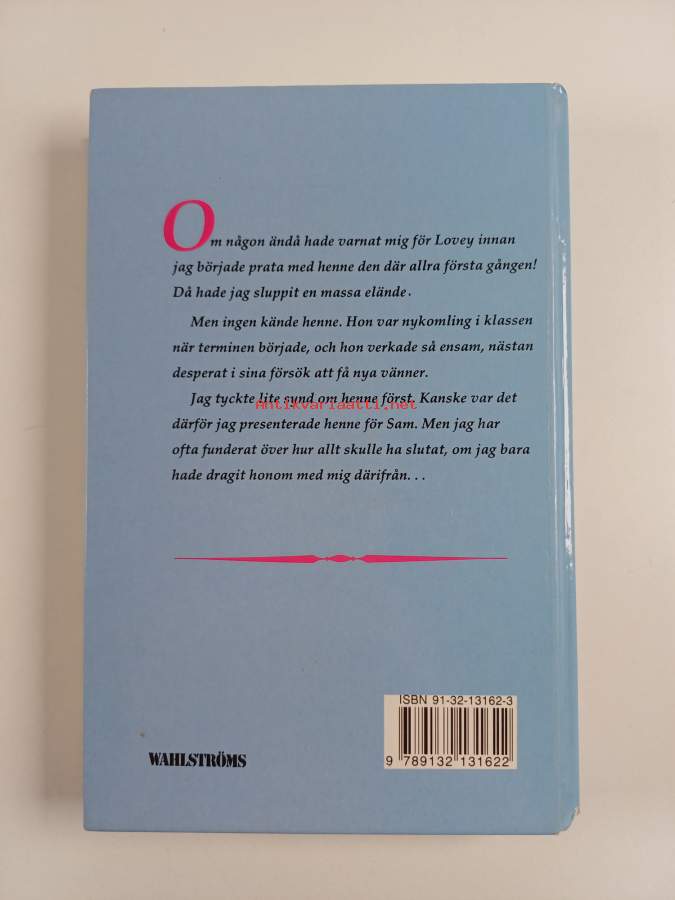 Om någon ändå hade varnat mig för Lovey innan
jag började prata med henne den där allra första gången!
Då hade jag sluppit en massa elände.
Men ingen kände henne. Hon var nykomling i klassen
när terminen började, och hon verkade så ensam, nästan
desperat i sina försök att få nya vänner.
Jag tyckte lite synd om henne först. Kanske var det
Antikvariaatti.net
därför jag presenterade henne för Sam. Men jag har
ofta funderat över hur allt skulle ha slutat, om jag bara
hade dragit honom med mig därifrån...
ISBN 91-32-13162-3
9 789132 131622
WAHLSTRÖMS